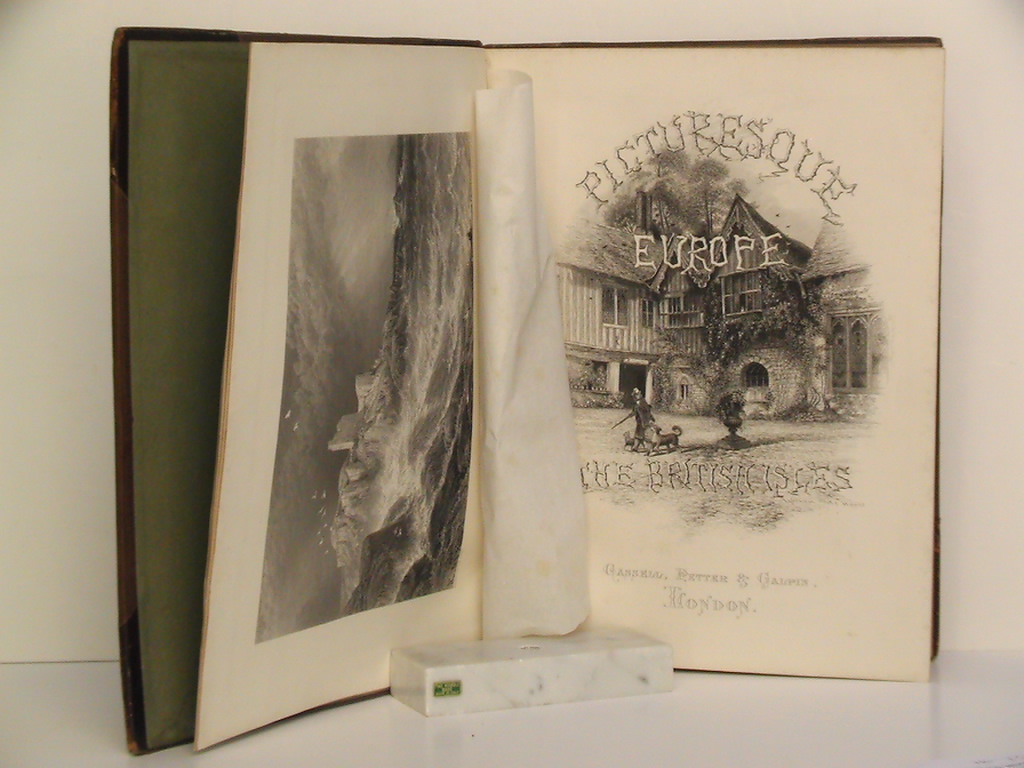 PICTURESQUE
EUROPE
THE BRITISH ISLES
CASSELL, PETTER & GALPIN.
LONDON.